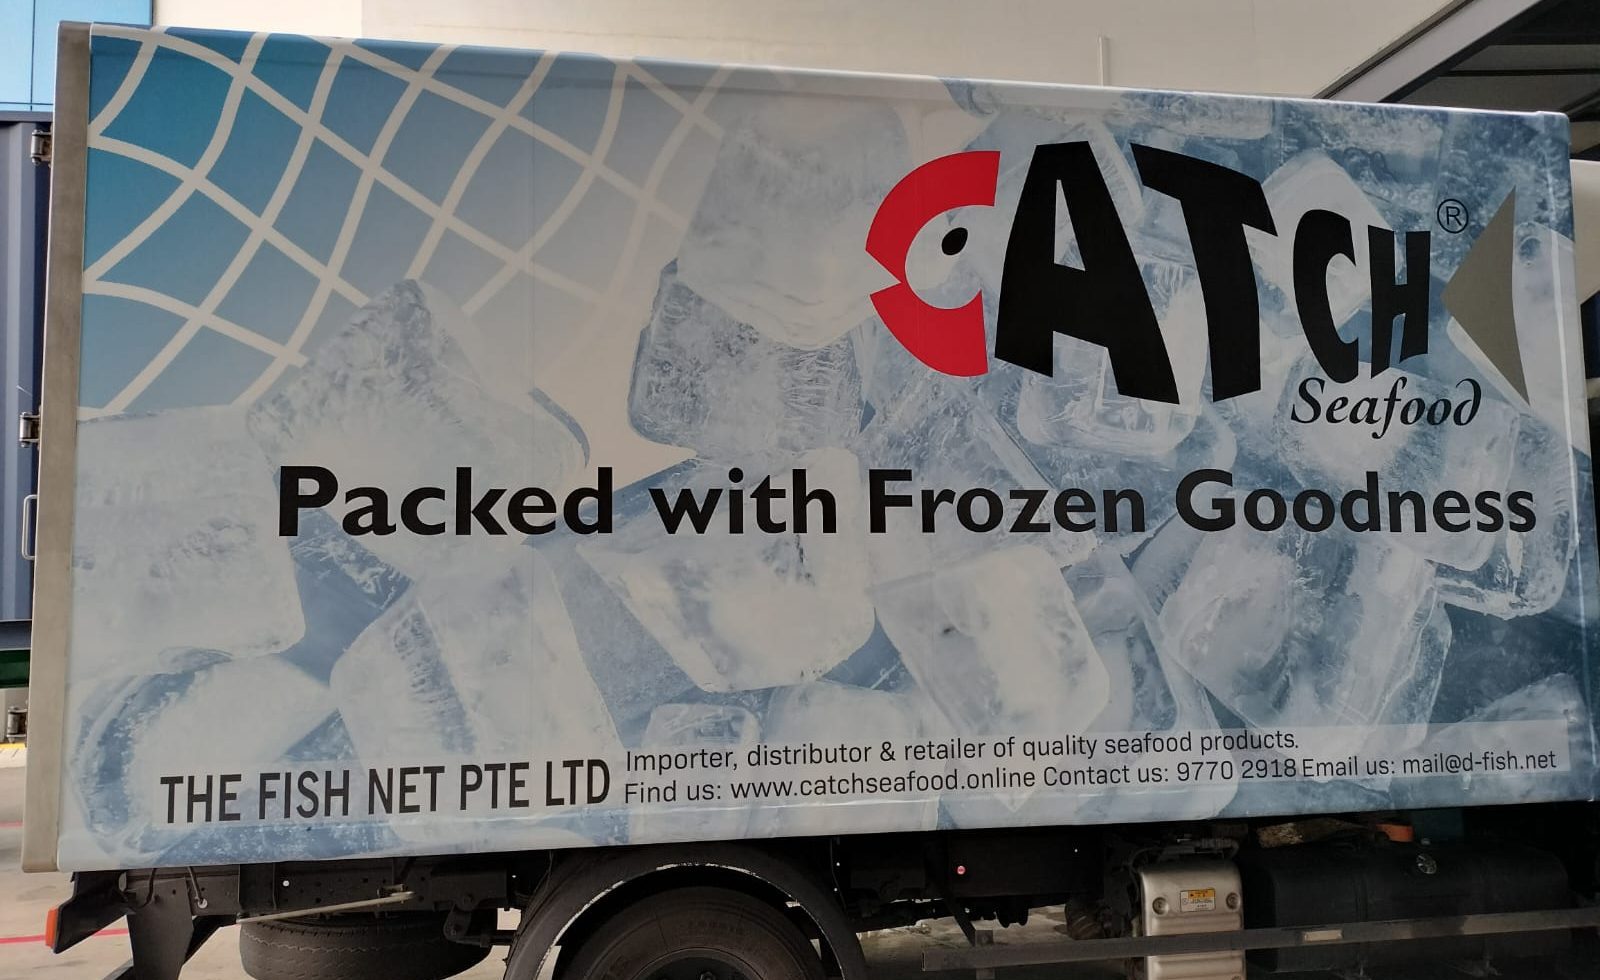 CATCH®
Seafood
Packed with Frozen Goodness
THE FISH NET PTE LTD
Importer, distributor & retailer of quality seafood products.
Find us: www.catchseafood.online Contact us: 9770 2918 Email us: mail@d-fish.net